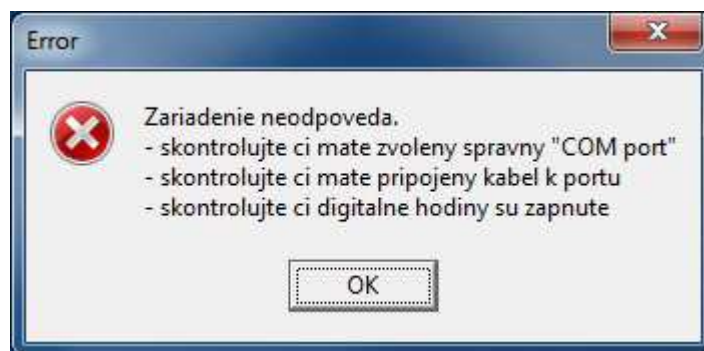 Error
Zariadenie neodpoveda.
- skontrolujte ci mate zvoleny spravny "COM port"
- skontrolujte ci mate pripojeny kabel k portu
- skontrolujte ci digitalne hodiny su zapnute
OK